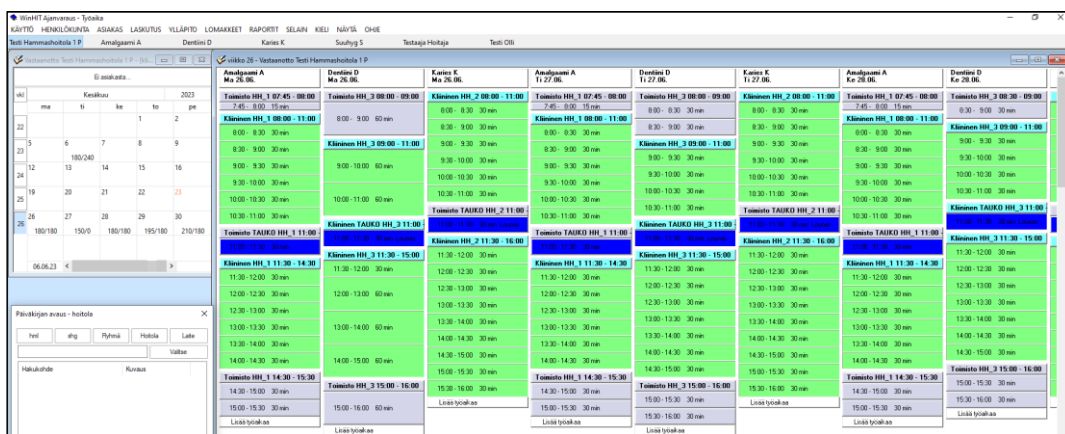 WinHIT Ajanvaraus - Työaika
KÄYTTÖ HENKILÖKUNTA ASIAKAS LASKUTUS YLLÄPITO LOMAKKEET RAPORTIT SELAIN KIELI NÄYTÄ OHJE
Testi Hammashoitola 1 P Amalgaami A Dentiini D Karies K Suuhyg S Testaaja Hoitaja Testi Olli
Vastaanotto Testi Hammashoitola 1 P
Ei asiakasta...
vkl Kesäkuu 2023
ma ti ke to pe
1 2
22
5 6 7 8 9
23 180/240
12 13 14 15 16
24
19 20 21 22 23
25
26 27 28 29 30
26 180/180 150/0 180/180 195/180 210/180
06.06.23
Päiväkirjan avaus - hoitola
hml shg Ryhmä Hoitola Laite
Valitse
Hakukohde Kuvaus
viikko 26 - Vastaanotto Testi Hammashoitola 1 P
Amalgaami A
Ma 26.06.
Toimisto HH_1 07:45 - 08:00
7:45 - 8:00 15 min
Kliininen HH_1 08:00 - 11:00
8:00 - 8:30 30 min
8:30 - 9:00 30 min
9:00 - 9:30 30 min
9:30 - 10:00 30 min
10:00 - 10:30 30 min
10:30 - 11:00 30 min
Toimisto TAUKO HH_1 11:00 -
11:00 - 11:30 30 min
Kliininen HH_1 11:30 - 14:30
11:30 - 12:00 30 min
12:00 - 12:30 30 min
12:30 - 13:00 30 min
13:00 - 13:30 30 min
13:30 - 14:00 30 min
14:00 - 14:30 30 min
Toimisto HH_1 14:30 - 15:30
14:30 - 15:00 30 min
15:00 - 15:30 30 min
Lisää työaikaa
Dentiini D
Ma 26.06.
Toimisto HH_3 08:00 - 09:00
8:00 - 9:00 60 min
Kliininen HH_3 09:00 - 11:00
9:00 - 10:00 60 min
10:00 - 11:00 60 min
Kliininen TAUKO HH_3 11:00
11:00 - 11:30 30 min
Kliininen HH_3 11:30 - 15:00
11:30 - 12:00 30 min
12:00 - 13:00 60 min
13:00 - 14:00 60 min
14:00 - 15:00 60 min
Toimisto HH_3 15:00 - 16:00
15:00 - 16:00 60 min
Lisää työaikaa
Karies K
Ma 26.06.
Kliininen HH_2 08:00 - 11:00
8:00 - 8:30 30 min
8:30 - 9:00 30 min
9:00 - 9:30 30 min
9:30 - 10:00 30 min
10:00 - 10:30 30 min
10:30 - 11:00 30 min
Toimisto TAUKO HH_2 11:00 -
11:00 - 11:30 30 min
Kliininen HH_2 11:30 - 16:00
11:30 - 12:00 30 min
12:00 - 12:30 30 min
12:30 - 13:00 30 min
13:00 - 13:30 30 min
13:30 - 14:00 30 min
14:00 - 14:30 30 min
14:30 - 15:00 30 min
15:00 - 15:30 30 min
15:30 - 16:00 30 min
Lisää työaikaa
Amalgaami A
Ti 27.06.
Toimisto HH_1 07:45 - 08:00
7:45 - 8:00 15 min
Kliininen HH_1 08:00 - 11:00
8:00 - 8:30 30 min
8:30 - 9:00 30 min
9:00 - 9:30 30 min
9:30 - 10:00 30 min
10:00 - 10:30 30 min
10:30 - 11:00 30 min
Toimisto TAUKO HH_1 11:00 -
11:00 - 11:30 30 min
Kliininen HH_1 11:30 - 14:30
11:30 - 12:00 30 min
12:00 - 12:30 30 min
12:30 - 13:00 30 min
13:00 - 13:30 30 min
13:30 - 14:00 30 min
14:00 - 14:30 30 min
Toimisto HH_1 14:30 - 15:30
14:30 - 15:00 30 min
15:00 - 15:30 30 min
Lisää työaikaa
Dentiini D
Ti 27.06.
Toimisto HH_3 08:00 - 09:00
8:00 - 8:30 30 min
8:30 - 9:00 30 min
Kliininen HH_3 09:00 - 11:00
9:00 - 9:30 30 min
9:30 - 10:00 30 min
10:00 - 10:30 30 min
10:30 - 11:00 30 min
Kliininen TAUKO HH_3 11:00
11:00 - 11:30 30 min
Kliininen HH_3 11:30 - 15:00
11:30 - 12:00 30 min
12:00 - 12:30 30 min
12:30 - 13:00 30 min
13:00 - 13:30 30 min
13:30 - 14:00 30 min
14:00 - 14:30 30 min
14:30 - 15:00 30 min
Toimisto HH_3 15:00 - 16:00
15:00 - 15:30 30 min
15:30 - 16:00 30 min
Lisää työaikaa
Karies K
Ti 27.06.
Kliininen HH_2 08:00 - 11:00
8:00 - 8:30 30 min
8:30 - 9:00 30 min
9:00 - 9:30 30 min
9:30 - 10:00 30 min
10:00 - 10:30 30 min
10:30 - 11:00 30 min
Toimisto TAUKO HH_2 11:00 -
11:00 - 11:30 30 min
Kliininen HH_2 11:30 - 16:00
11:30 - 12:00 30 min
12:00 - 12:30 30 min
12:30 - 13:00 30 min
13:00 - 13:30 30 min
13:30 - 14:00 30 min
14:00 - 14:30 30 min
14:30 - 15:00 30 min
15:00 - 15:30 30 min
15:30 - 16:00 30 min
Lisää työaikaa
Amalgaami A
Ke 28.06.
Toimisto HH_1 07:45 - 08:00
7:45 - 8:00 15 min
Kliininen HH_1 08:00 - 11:00
8:00 - 8:30 30 min
8:30 - 9:00 30 min
9:00 - 9:30 30 min
9:30 - 10:00 30 min
10:00 - 10:30 30 min
10:30 - 11:00 30 min
Toimisto TAUKO HH_1 11:00 -
11:00 - 11:30 30 min
Kliininen HH_1 11:30 - 14:30
11:30 - 12:00 30 min
12:00 - 12:30 30 min
12:30 - 13:00 30 min
13:00 - 13:30 30 min
13:30 - 14:00 30 min
14:00 - 14:30 30 min
Toimisto HH_1 14:30 - 15:30
14:30 - 15:00 30 min
15:00 - 15:30 30 min
Lisää työaikaa
Dentiini D
Ke 28.06.
Toimisto HH_3 08:30 - 09:00
8:30 - 9:00 30 min
Kliininen HH_3 09:00 - 11:00
9:00 - 9:30 30 min
9:30 - 10:00 30 min
10:00 - 10:30 30 min
10:30 - 11:00 30 min
Kliininen TAUKO HH_3 11:00
11:00 - 11:30 30 min
Kliininen HH_3 11:30 - 15:00
11:30 - 12:00 30 min
12:00 - 12:30 30 min
12:30 - 13:00 30 min
13:00 - 13:30 30 min
13:30 - 14:00 30 min
14:00 - 14:30 30 min
14:30 - 15:00 30 min
Toimisto HH_3 15:00 - 16:00
15:00 - 15:30 30 min
15:30 - 16:00 30 min
Lisää työaikaa